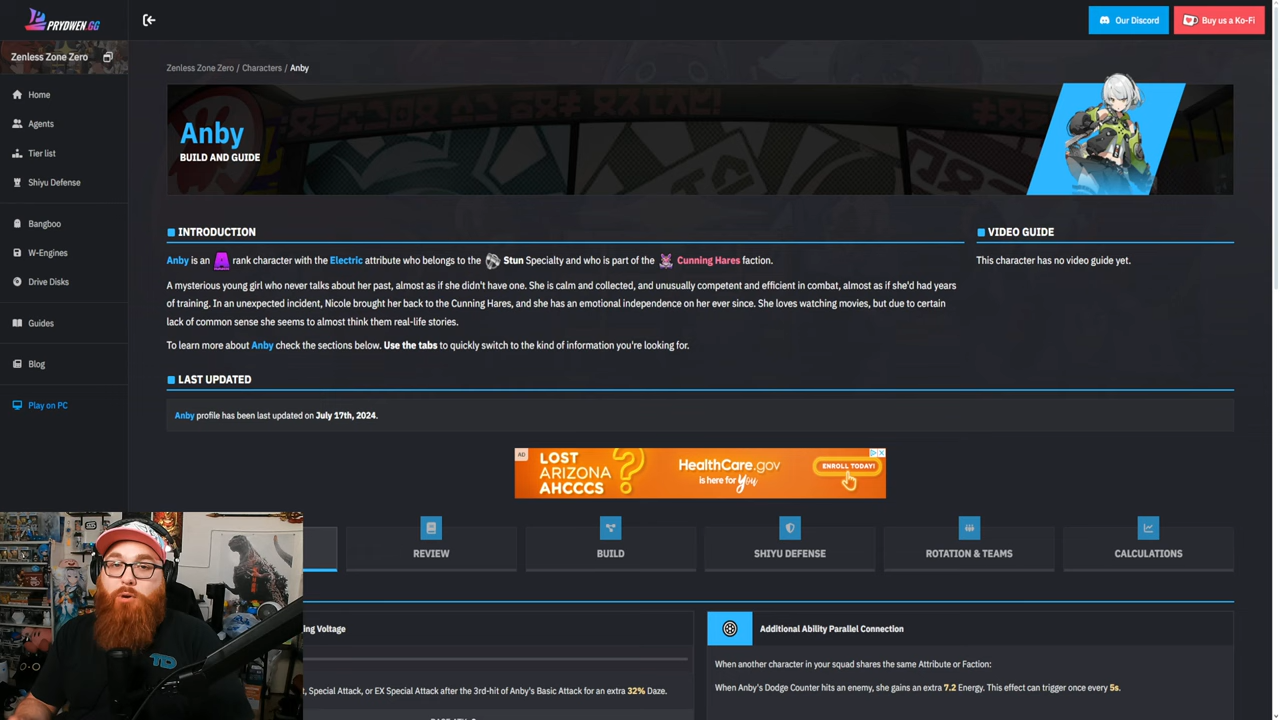 PRYDWEN.GG
Our Discord
Buy us a Ko-Fi
Zenless Zone Zero
Home
Agents
Tier list
Shiyu Defense
Bangboo
W-Engines
Drive Disks
Guides
Blog
Play on PC
Zenless Zone Zero / Characters / Anby
Anby
BUILD AND GUIDE
INTRODUCTION
Anby is an A rank character with the Electric attribute who belongs to the Stun Specialty and who is part of the Cunning Hares faction.
A mysterious young girl who never talks about her past, almost as if she didn't have one. She is calm and collected, and unusually competent and efficient in combat, almost as if she'd had years
of training. In an unexpected incident, Nicole brought her back to the Cunning Hares, and she has an emotional independence on her ever since. She loves watching movies, but due to certain
lack of common sense she seems to almost think them real-life stories.
To learn more about Anby check the sections below. Use the tabs to quickly switch to the kind of information you're looking for.
VIDEO GUIDE
This character has no video guide yet.
LAST UPDATED
Anby profile has been last updated on July 17th, 2024.
AD
LOST
ARIZONA
AHCCCS
?
HealthCare.gov
is here for You
ENROLL TODAY!
REVIEW
BUILD
SHIYU DEFENSE
ROTATION & TEAMS
CALCULATIONS
ng Voltage
, Special Attack, or EX Special Attack after the 3rd-hit of Anby's Basic Attack for an extra 32% Daze.
Additional Ability Parallel Connection
When another character in your squad shares the same Attribute or Faction:
When Anby's Dodge Counter hits an enemy, she gains an extra 7.2 Energy. This effect can trigger once every 5s.